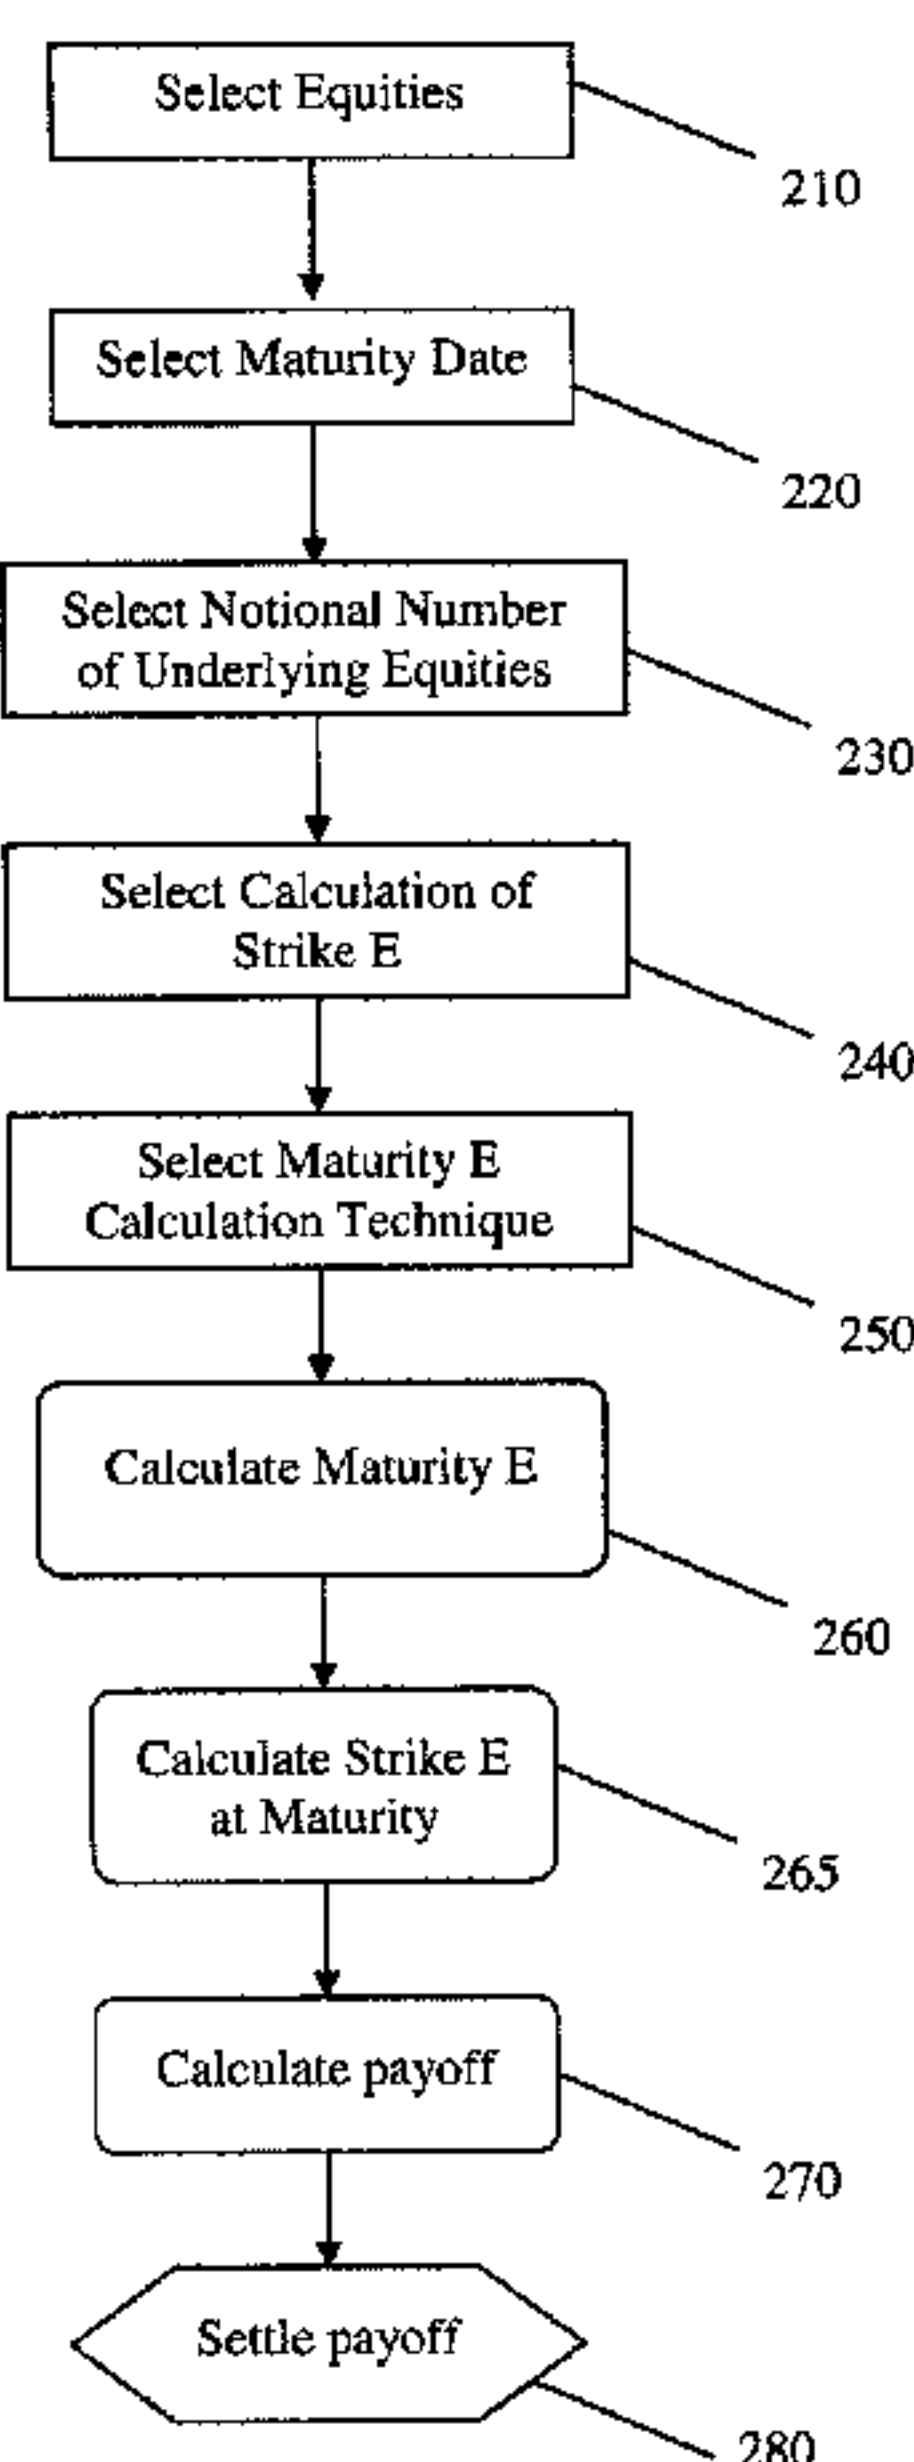 Select Equities
210
Select Maturity Date
220
Select Notional Number
of Underlying Equities
230
Select Calculation of
Strike E
240
Select Maturity E
Calculation Technique
250
Calculate Maturity E
260
Calculate Strike E
at Maturity
265
Calculate payoff
270
Settle payoff
280